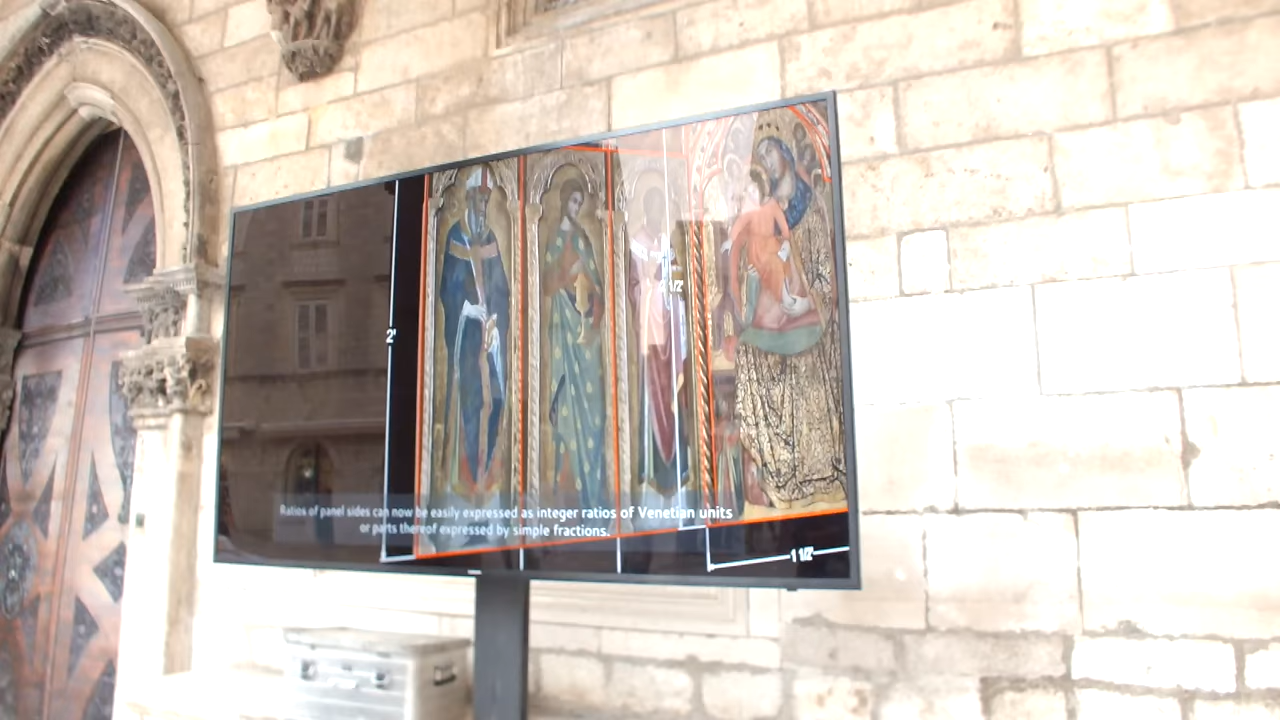 2'
4 1/2'
Ratios of panel sides can now be easily expressed as integer ratios of Venetian units
or parts thereof expressed by simple fractions.
1 1/2'